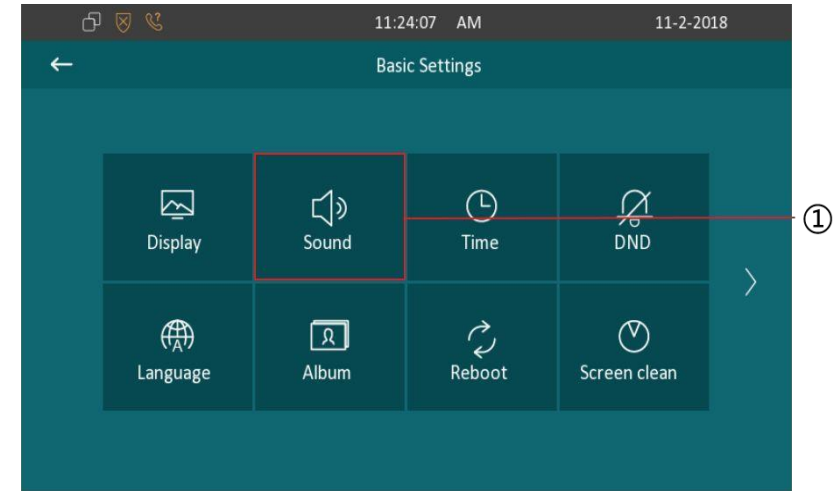 11:24:07 AM 11-2-2018
Basic Settings
Display Sound Time DND
①
Language Album Reboot Screen clean